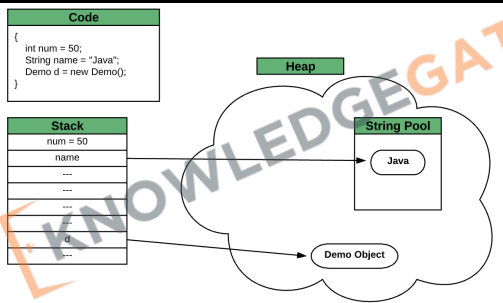 Code
{
int num = 50;
String name = "Java";
Demo d = new Demo();
}
Heap
Stack
num = 50
name
---
---
---
---
d
---
String Pool
Java
Demo Object
KNOWLEDGEGAT